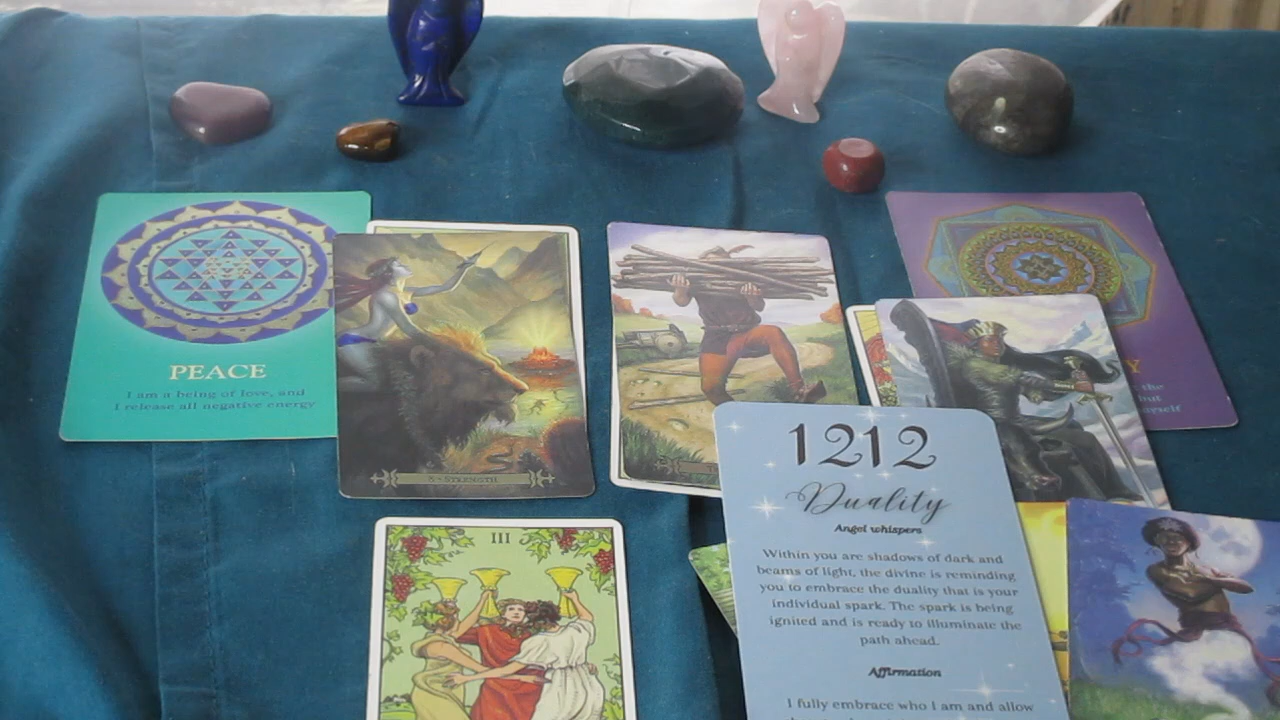 PEACE
I am a being of love, and
I release all negative energy
8 - STRENGTH
III
1212
Duality
Angel whispers
Within you are shadows of dark and
beams of light, the divine is reminding
you to embrace the duality that is your
individual spark. The spark is being
ignited and is ready to illuminate the
path ahead.
Affirmation
I fully embrace who I am and allow
Y
the
but
myself